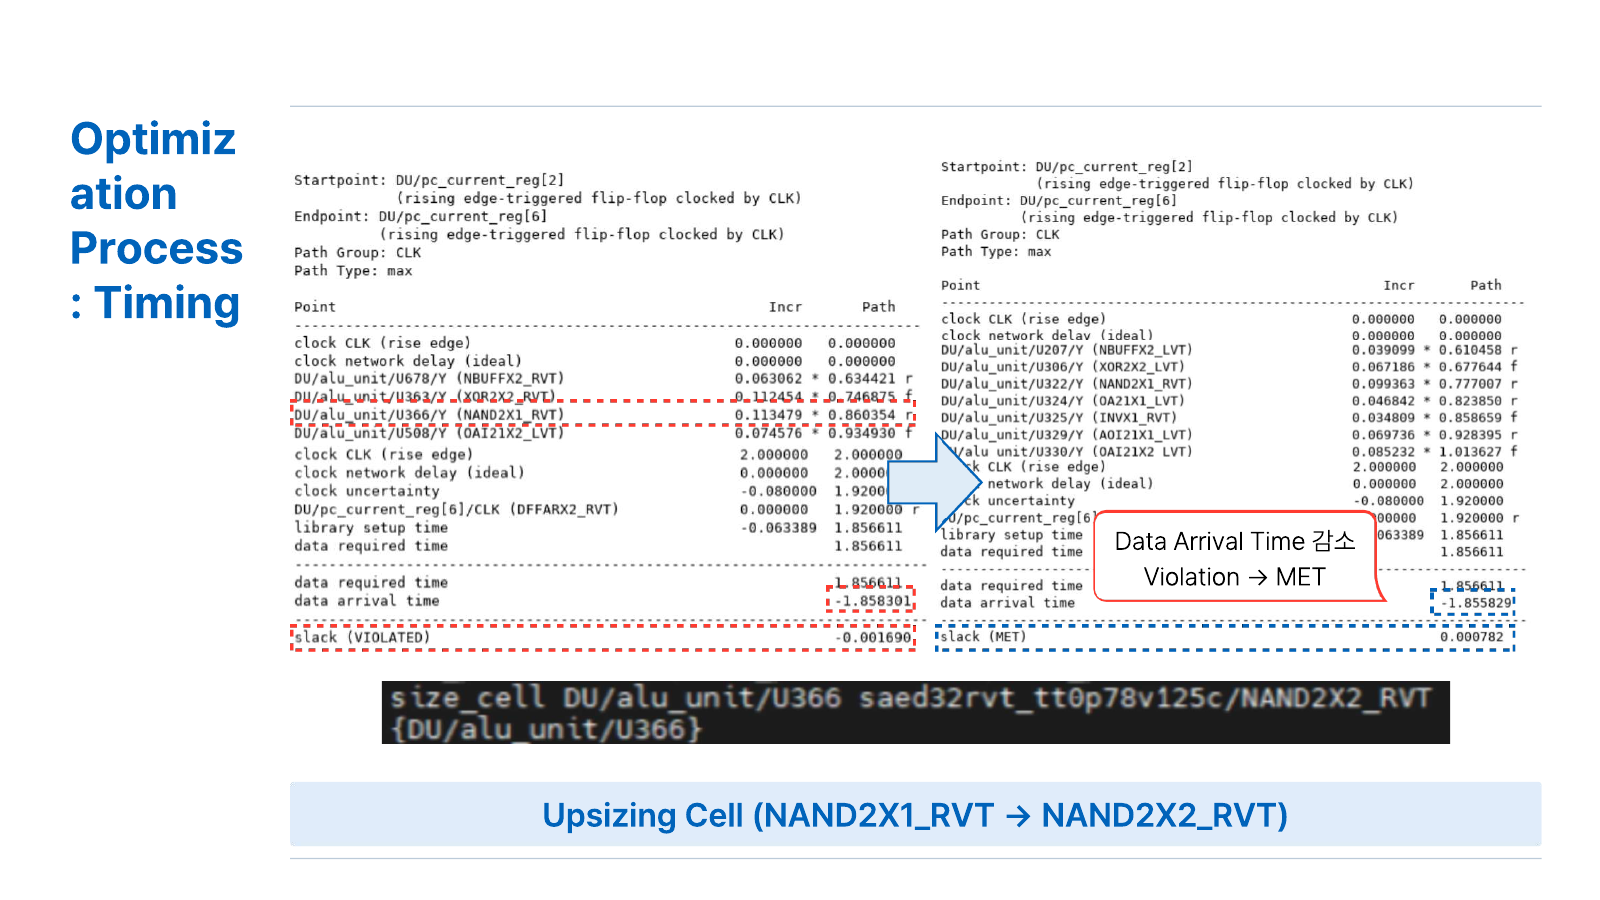 Optimiz
ation
Process
: Timing
Startpoint: DU/pc_current_reg[2]
(rising edge-triggered flip-flop clocked by CLK)
Endpoint: DU/pc_current_reg[6]
(rising edge-triggered flip-flop clocked by CLK)
Path Group: CLK
Path Type: max
Point Incr Path
clock CLK (rise edge) 0.000000 0.000000
clock network delay (ideal) 0.000000 0.000000
DU/alu_unit/U678/Y (NBUFFX2_RVT) 0.063062 * 0.634421 r
DU/alu_unit/U363/Y (XOR2X2_RVT) 0.112454 * 0.746875 f
DU/alu_unit/U366/Y (NAND2X1_RVT) 0.113479 * 0.860354 r
DU/alu_unit/U508/Y (OAI21X2_LVT) 0.074576 * 0.934930 f
clock CLK (rise edge) 2.000000 2.000000
clock network delay (ideal) 0.000000 2.000
clock uncertainty -0.080000 1.920
DU/pc_current_reg[6]/CLK (DFFARX2_RVT) 0.000000 1.920000 r
library setup time -0.063389 1.856611
data required time 1.856611
data required time 1.856611
data arrival time -1.858301
slack (VIOLATED) -0.001690
Startpoint: DU/pc_current_reg[2]
(rising edge-triggered flip-flop clocked by CLK)
Endpoint: DU/pc_current_reg[6]
(rising edge-triggered flip-flop clocked by CLK)
Path Group: CLK
Path Type: max
Point Incr Path
clock CLK (rise edge) 0.000000 0.000000
clock network delay (ideal) 0.000000 0.000000
DU/alu_unit/U207/Y (NBUFFX2_LVT) 0.039099 * 0.610458 r
DU/alu_unit/U306/Y (XOR2X2_LVT) 0.067186 * 0.677644 f
DU/alu_unit/U322/Y (NAND2X1_RVT) 0.099363 * 0.777007 r
DU/alu_unit/U324/Y (OA21X1_LVT) 0.046842 * 0.823850 r
DU/alu_unit/U325/Y (INVX1_RVT) 0.034809 * 0.858659 f
DU/alu_unit/U329/Y (AOI21X1_LVT) 0.069736 * 0.928395 r
DU/alu_unit/U330/Y (OAI21X2_LVT) 0.085232 * 1.013627 f
ck CLK (rise edge) 2.000000 2.000000
network delay (ideal) 0.000000 2.000000
ck uncertainty -0.080000 1.920000
DU/pc_current_reg[6 00000 1.920000 r
library setup time 063389 1.856611
data required time 1.856611
data required time 1.856611
data arrival time -1.855829
slack (MET) 0.000782
Data Arrival Time 감소
Violation → MET
size_cell DU/alu_unit/U366 saed32rvt_tt0p78v125c/NAND2X2_RVT
{DU/alu_unit/U366}
Upsizing Cell (NAND2X1_RVT → NAND2X2_RVT)